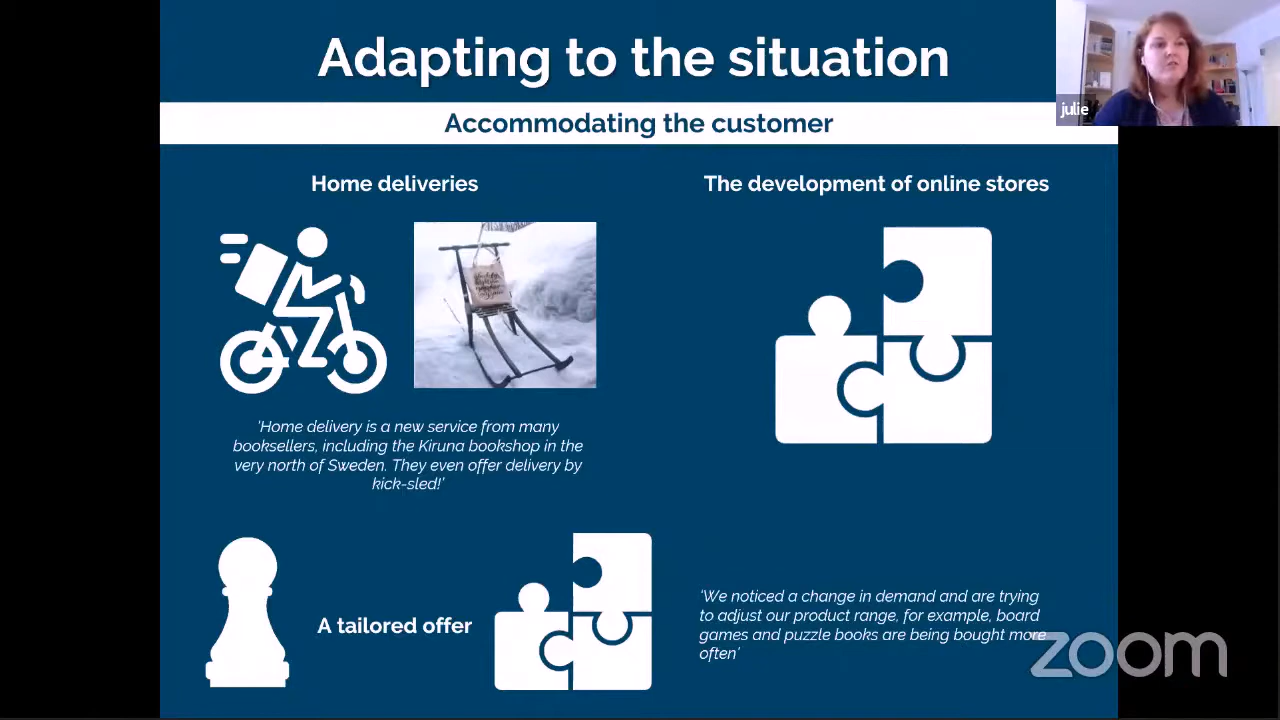 Adapting to the situation
julie
Accommodating the customer
Home deliveries
The development of online stores
'Home delivery is a new service from many
booksellers, including the Kiruna bookshop in the
very north of Sweden. They even offer delivery by
kick-sled!'
A tailored offer
'We noticed a change in demand and are trying
to adjust our product range, for example, board
games and puzzle books are being bought more
often'
zoom